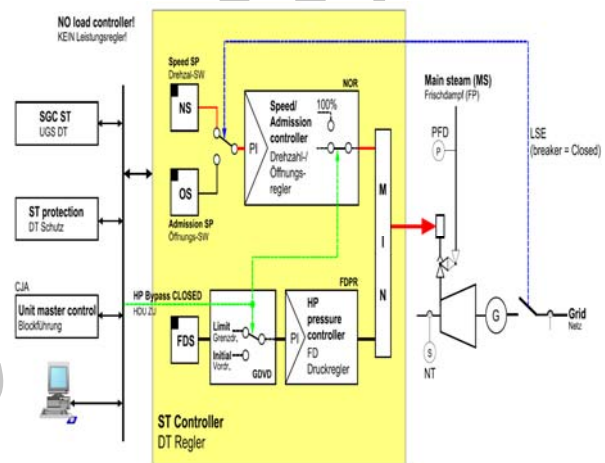 NO load controller!
KEIN Leistungsregler!
SGC ST
UGS DT
ST protection
DT Schutz
CJA
Unit master control
Blockführung
Speed SP
Drehzal-SW
NS
OS
Admission SP
Öffnungs-SW
NOR
PI
Speed/
Admission
controller
Drehzahl-/
Öffnungs-
regler
100%
HP Bypass CLOSED
HDU ZU
FDS
Limit
Grenzdr.
Initial
Vordr.
GDVD
FDPR
PI
HP
pressure
controller
FD
Druckregler
M
I
N
ST Controller
DT Regler
Main steam (MS)
Frischdampf (FP)
PFD
P
LSE
(breaker = Closed)
G
Grid
Netz
S
NT